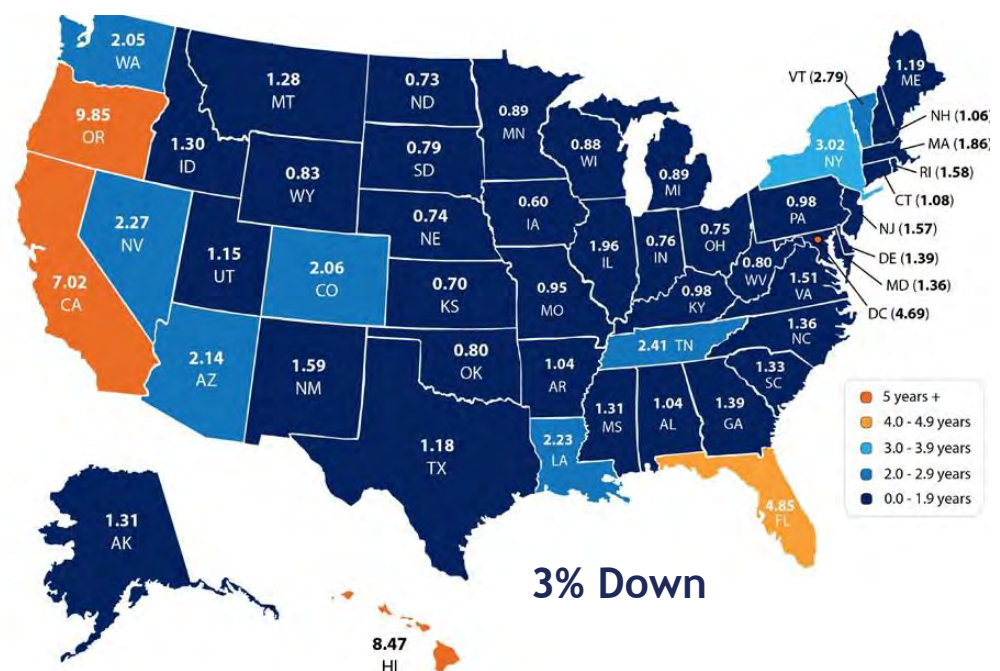 2.05
WA
9.85
OR
1.28
MT
0.73
ND
0.89
MN
1.30
ID
0.79
SD
0.88
WI
0.83
WY
0.89
MI
VT (2.79)
1.19
ME
NH (1.06)
MA (1.86)
3.02
NY
RI (1.58)
CT (1.08)
0.98
PA
NJ (1.57)
DE (1.39)
MD (1.36)
DC (4.69)
2.27
NV
1.15
UT
2.06
CO
0.74
NE
0.60
IA
1.96
IL
0.76
IN
0.75
OH
0.80
WV
1.51
VA
7.02
CA
0.70
KS
0.95
MO
0.98
KY
1.36
NC
2.41 TN
1.33
SC
2.14
AZ
1.59
NM
0.80
OK
1.04
AR
1.31
MS
1.04
AL
1.39
GA
1.18
TX
2.23
LA
4.85
FL
5 years +
4.0 - 4.9 years
3.0 - 3.9 years
2.0 - 2.9 years
0.0 - 1.9 years
1.31
AK
3% Down
8.47
HI